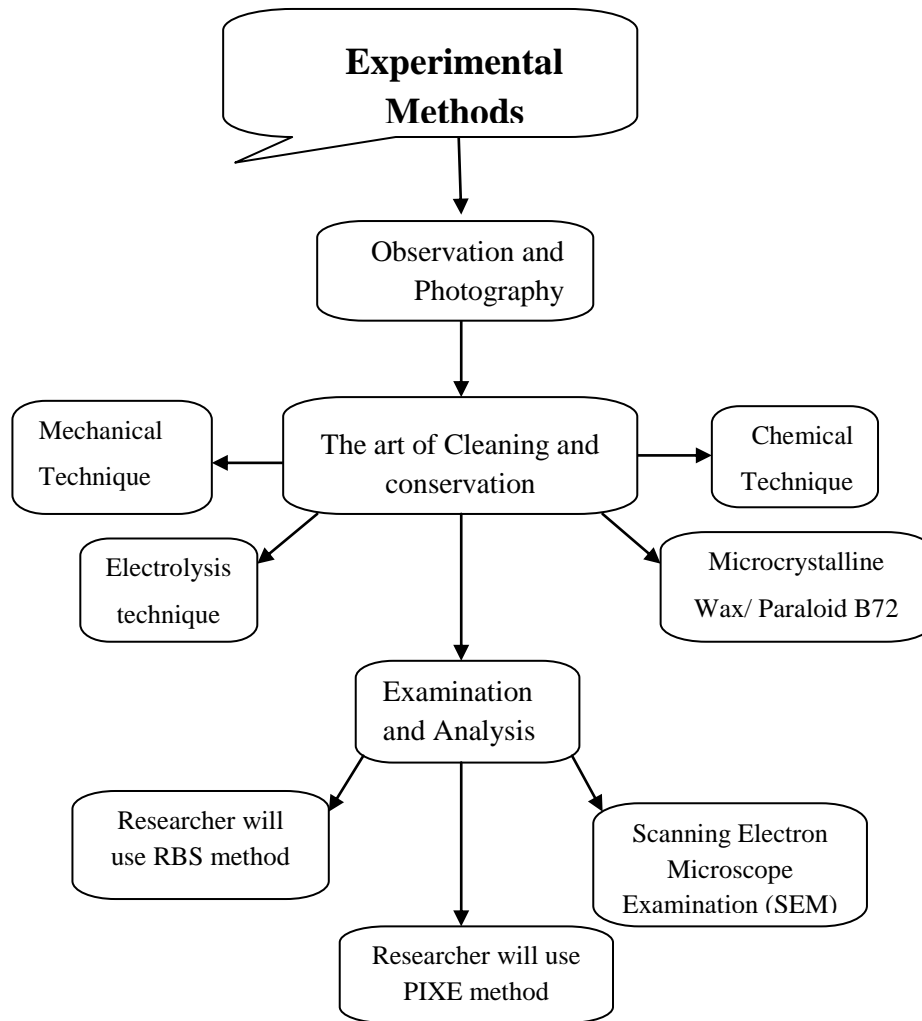 Experimental
Methods
Observation and
Photography
Mechanical
Technique
The art of Cleaning and
conservation
Chemical
Technique
Electrolysis
technique
Microcrystalline
Wax/ Paraloid B72
Examination
and Analysis
Researcher will
use RBS method
Scanning Electron
Microscope
Examination (SEM)
Researcher will use
PIXE method